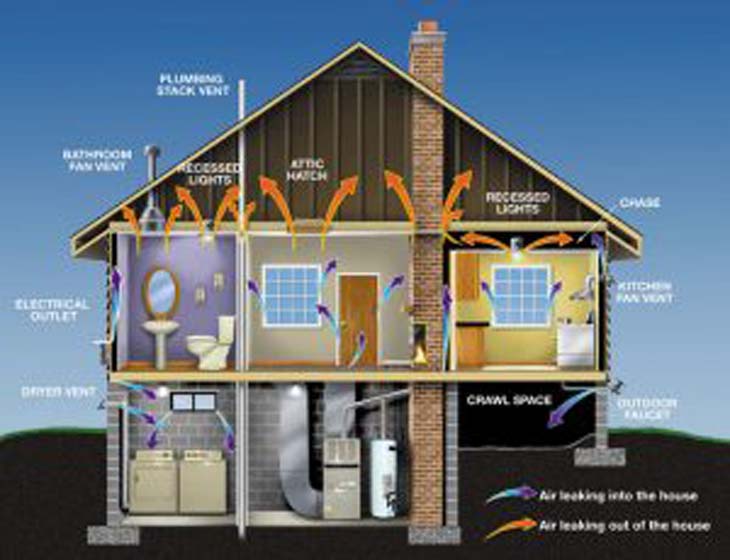 PLUMBING
STACK VENT
BATHROOM
FAN VENT
RECESSED
LIGHTS
ATTIC
HATCH
RECESSED
LIGHTS
CHASE
ELECTRICAL
OUTLET
KITCHEN
FAN VENT
DRYER VENT
CRAWL SPACE
OUTDOOR
FAUCET
Air leaking into the house
Air leaking out of the house